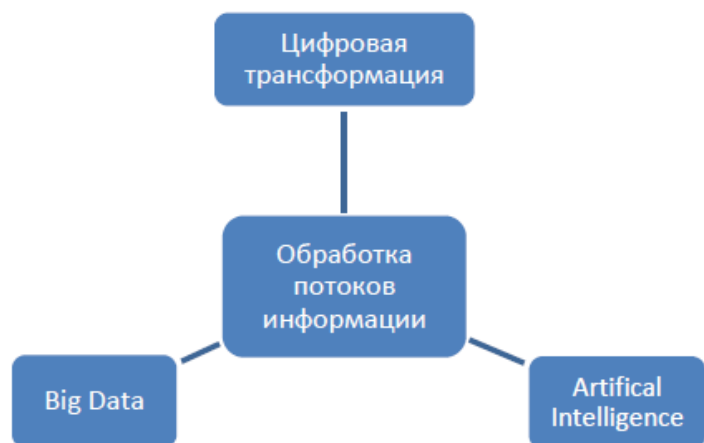 Цифровая
трансформация
Обработка
потоков
информации
Big Data
Artifical
Intelligence